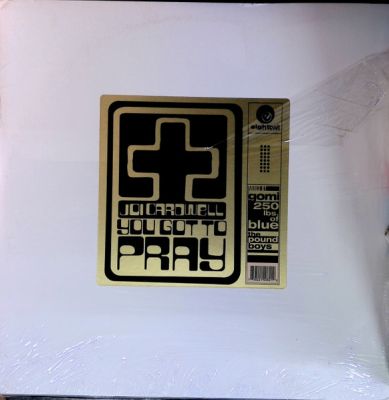 JOI CARDWELL
YOU GOT TO
PRAY
eightball
gomi
250
lbs.
of
blue
the
pound
boys